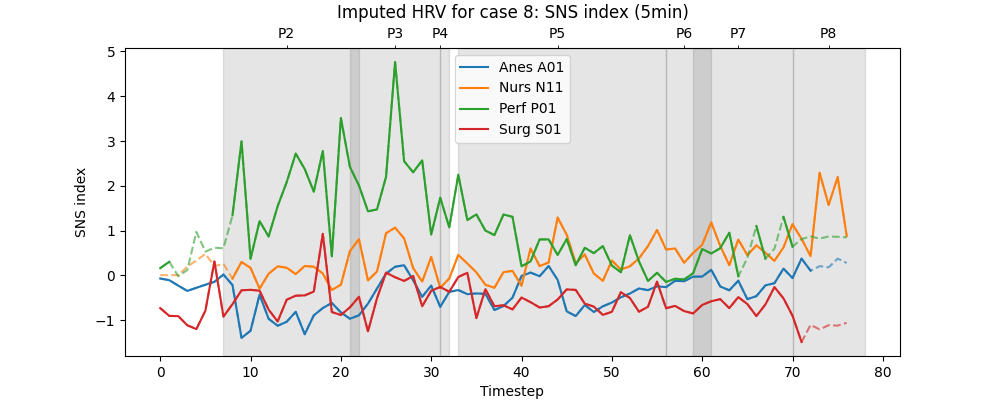 Imputed HRV for case 8: SNS index (5min)
P2 P3 P4 P5 P6 P7 P8
SNS index
5
4
3
2
1
0
−1
Anes A01
Nurs N11
Perf P01
Surg S01
0 10 20 30 40 50 60 70 80
Timestep